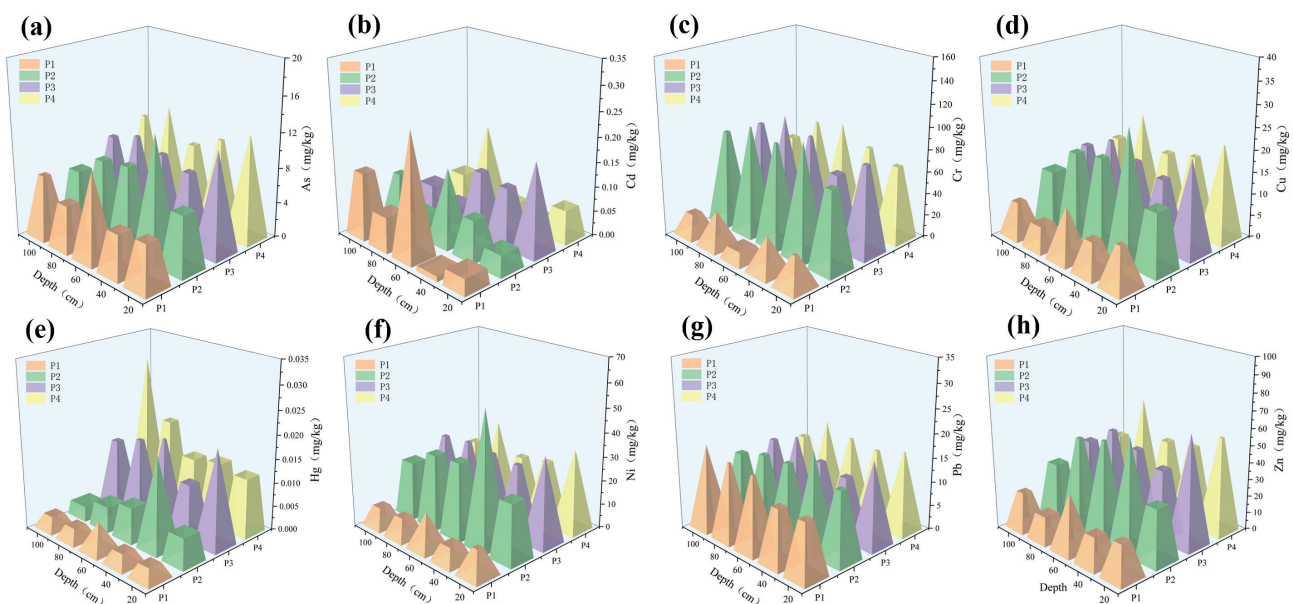 (a)
P1
P2
P3
P4
20
16
12
8
4
0
As（mg/kg）
100
80
60
40
20
Depth（cm）
P1
P2
P3
P4
(b)
P1
P2
P3
P4
0.35
0.30
0.25
0.20
0.15
0.10
0.05
0.00
Cd（mg/kg）
100
80
60
40
20
Depth（cm）
P1
P2
P3
P4
(c)
P1
P2
P3
P4
160
140
120
100
80
60
40
20
0
Cr（mg/kg）
100
80
60
40
20
Depth（cm）
P1
P2
P3
P4
(d)
P1
P2
P3
P4
40
35
30
25
20
15
10
5
0
Cu（mg/kg）
100
80
60
40
20
Depth（cm）
P1
P2
P3
P4
(e)
P1
P2
P3
P4
0.035
0.030
0.025
0.020
0.015
0.010
0.005
0.000
Hg（mg/kg）
100
80
60
40
20
Depth（cm）
P1
P2
P3
P4
(f)
P1
P2
P3
P4
70
60
50
40
30
20
10
0
Ni（mg/kg）
100
80
60
40
20
Depth（cm）
P1
P2
P3
P4
(g)
P1
P2
P3
P4
35
30
25
20
15
10
5
0
Pb（mg/kg）
100
80
60
40
20
Depth（cm）
P1
P2
P3
P4
(h)
P1
P2
P3
P4
100
90
80
70
60
50
40
30
20
10
0
Zn（mg/kg）
100
80
60
40
20
Depth
P1
P2
P3
P4